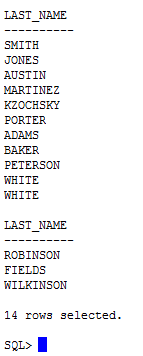 LAST_NAME
----------
SMITH
JONES
AUSTIN
MARTINEZ
KZOCHSKY
PORTER
ADAMS
BAKER
PETERSON
WHITE
WHITE
LAST_NAME
----------
ROBINSON
FIELDS
WILKINSON
14 rows selected.
SQL>